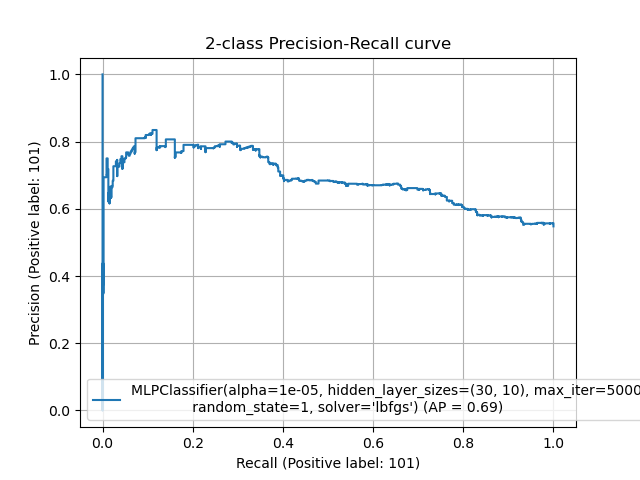 2-class Precision-Recall curve
Precision (Positive label: 101)
1.0
0.8
0.6
0.4
0.2
0.0
MLPClassifier(alpha=1e-05, hidden_layer_sizes=(30, 10), max_iter=5000
random_state=1, solver='lbfgs') (AP = 0.69)
0.0 0.2 0.4 0.6 0.8 1.0
Recall (Positive label: 101)